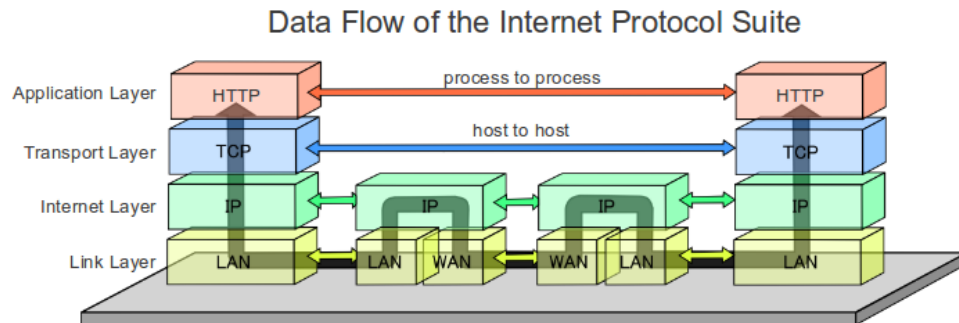 Data Flow of the Internet Protocol Suite
Application Layer HTTP process to process HTTP
Transport Layer TCP host to host TCP
Internet Layer IP IP IP IP
Link Layer LAN LAN WAN WAN LAN LAN